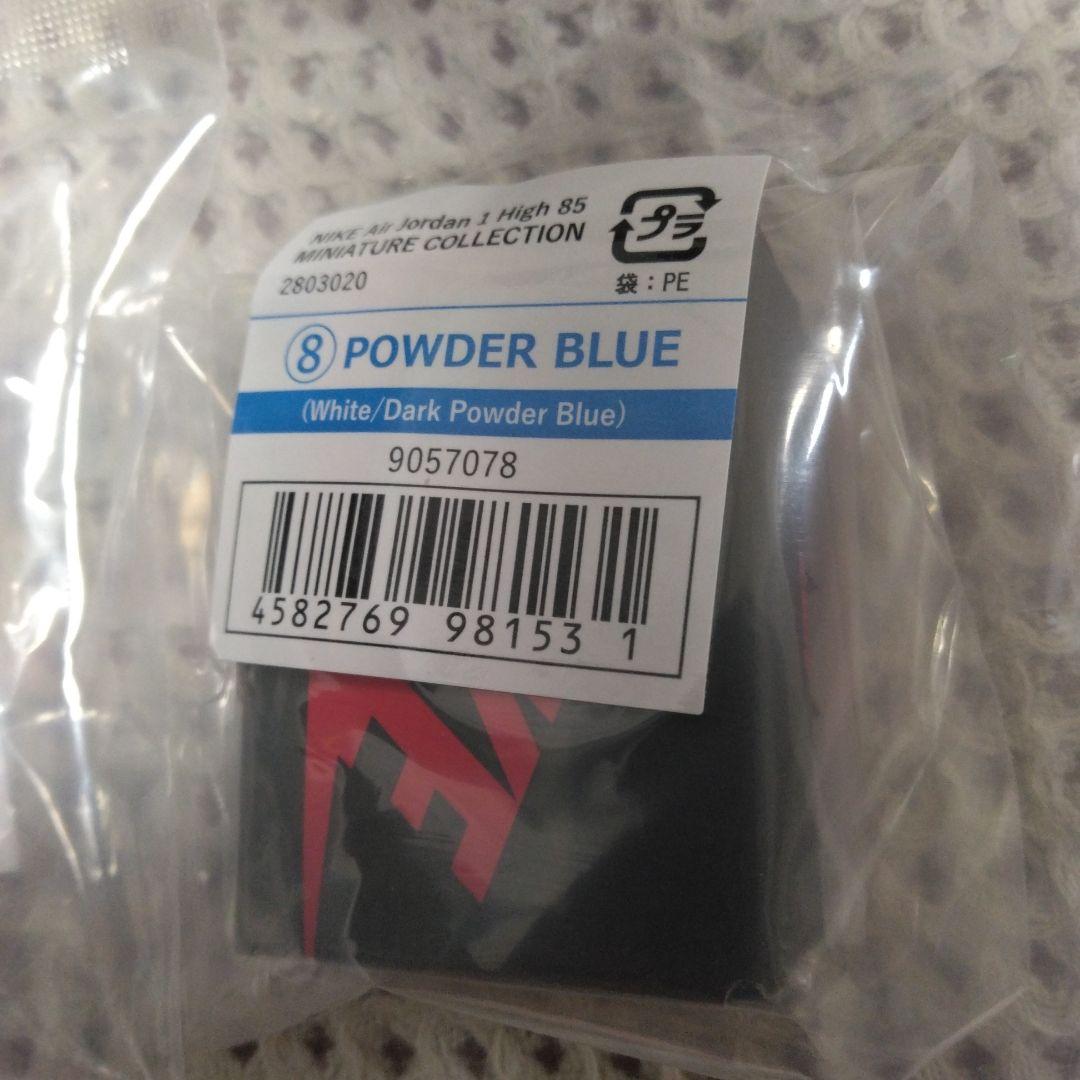 NIKE Air Jordan 1 High 85
MINIATURE COLLECTION
2803020
プラ
袋：PE
⑧ POWDER BLUE
(White/Dark Powder Blue)
9057078
4582769 98153 1